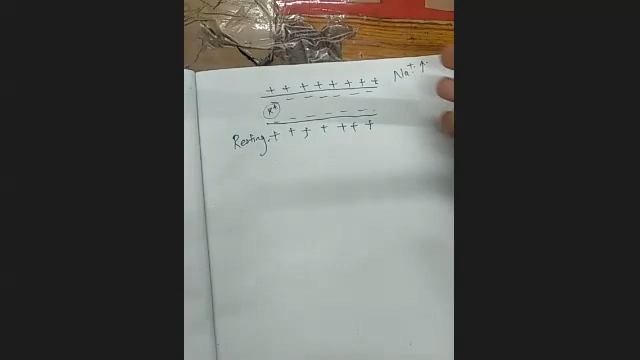 + + + + + + + + Na+ ↑
- - - - - - -
K+
- - - - - - -
Resting + + + + + + +